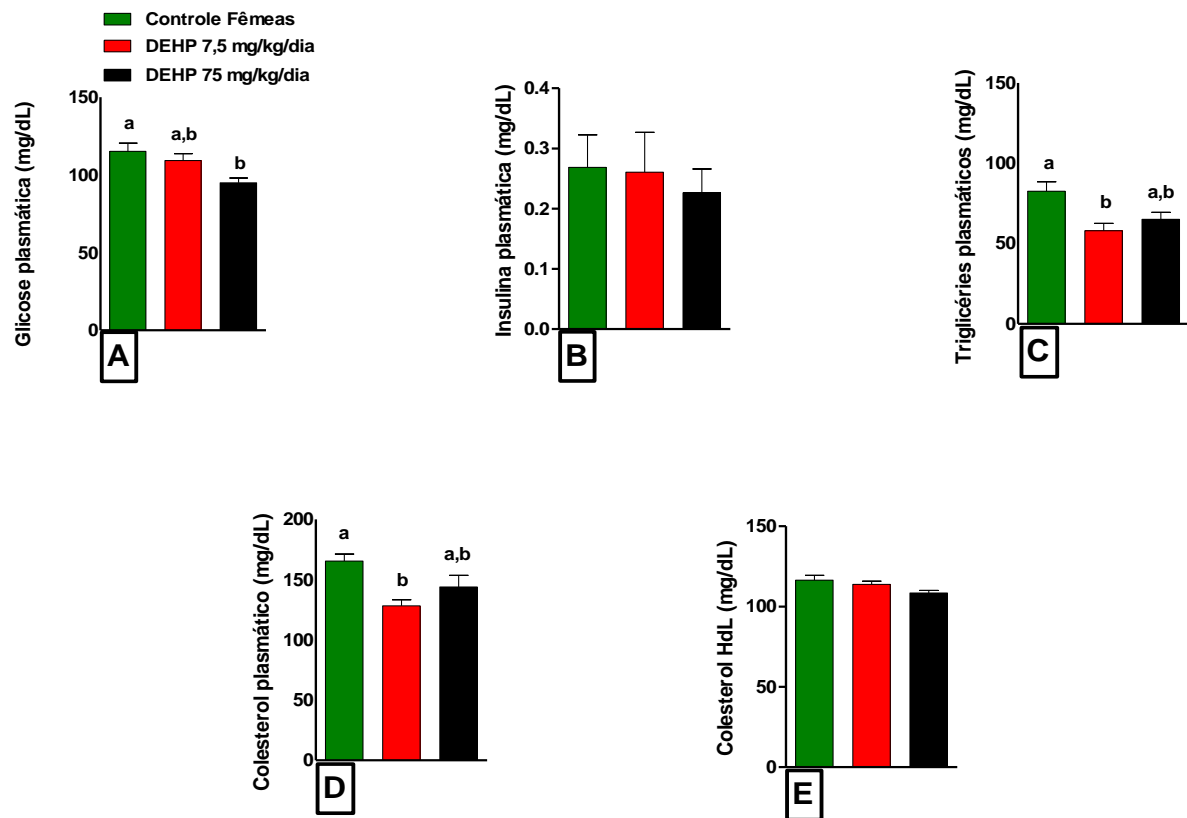 Controle Fêmeas
DEHP 7,5 mg/kg/dia
DEHP 75 mg/kg/dia
Glicose plasmática (mg/dL)
150
100
50
0
a
a,b
b
A
Insulina plasmática (mg/dL)
0.4
0.3
0.2
0.1
0.0
B
Triglicéries plasmáticos (mg/dL)
150
100
50
0
a
b
a,b
C
Colesterol plasmático (mg/dL)
200
150
100
50
0
a
b
a,b
D
Colesterol HdL (mg/dL)
150
100
50
0
E